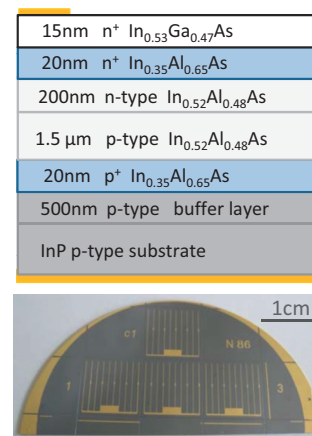 15nm n⁺ In₀.₅₃Ga₀.₄₇As
20nm n⁺ In₀.₃₅Al₀.₆₅As
200nm n-type In₀.₅₂Al₀.₄₈As
1.5 μm p-type In₀.₅₂Al₀.₄₈As
20nm p⁺ In₀.₃₅Al₀.₆₅As
500nm p-type buffer layer
InP p-type substrate
1cm
c1
N 86
1
3